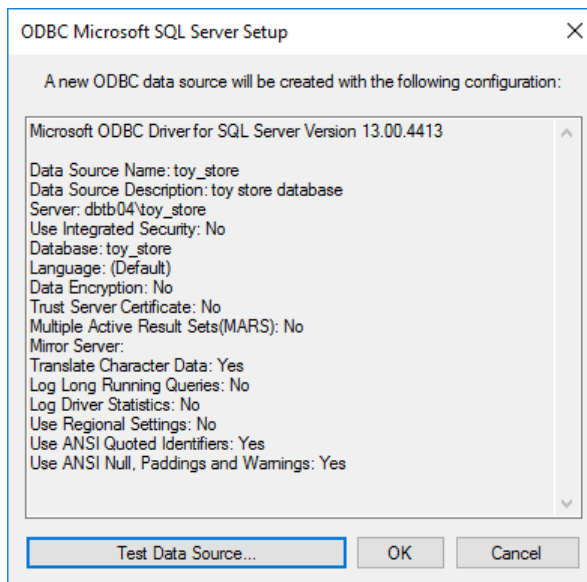 ODBC Microsoft SQL Server Setup
A new ODBC data source will be created with the following configuration:
Microsoft ODBC Driver for SQL Server Version 13.00.4413
Data Source Name: toy_store
Data Source Description: toy store database
Server: dbtb04\toy_store
Use Integrated Security: No
Database: toy_store
Language: (Default)
Data Encryption: No
Trust Server Certificate: No
Multiple Active Result Sets(MARS): No
Mirror Server:
Translate Character Data: Yes
Log Long Running Queries: No
Log Driver Statistics: No
Use Regional Settings: No
Use ANSI Quoted Identifiers: Yes
Use ANSI Null, Paddings and Warnings: Yes
Test Data Source... OK Cancel